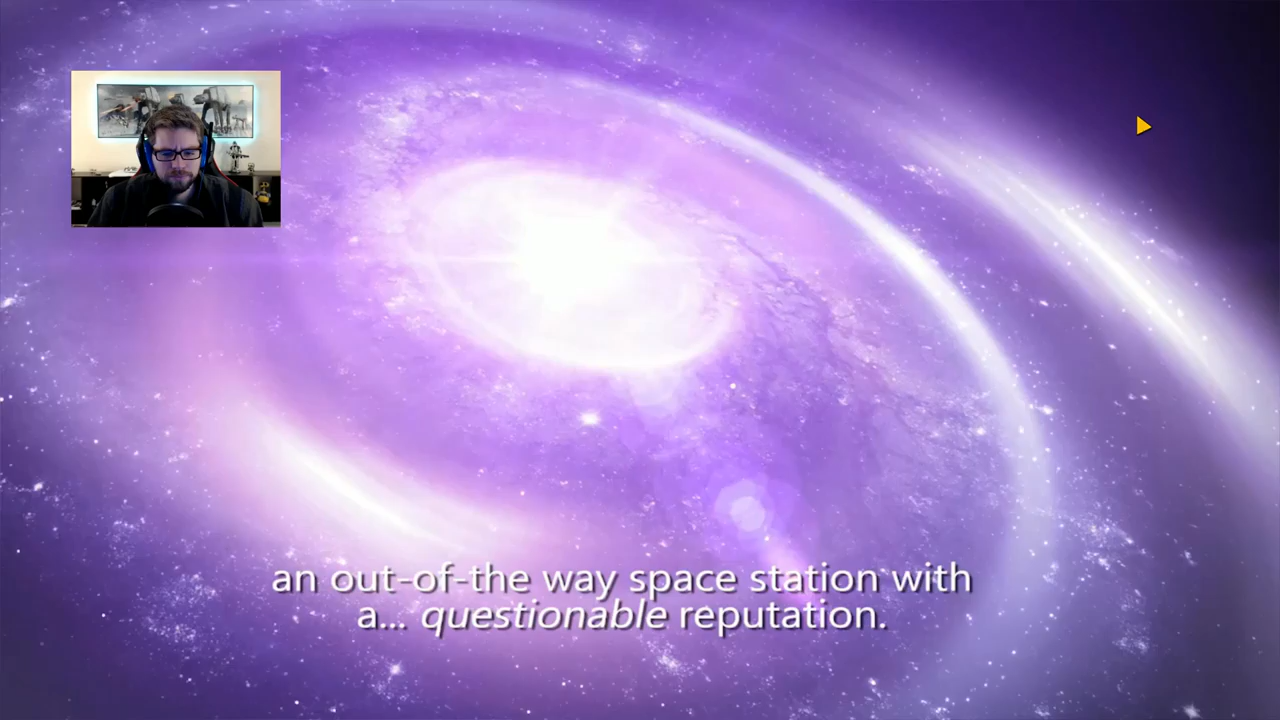 an out-of-the way space station with
a... questionable reputation.